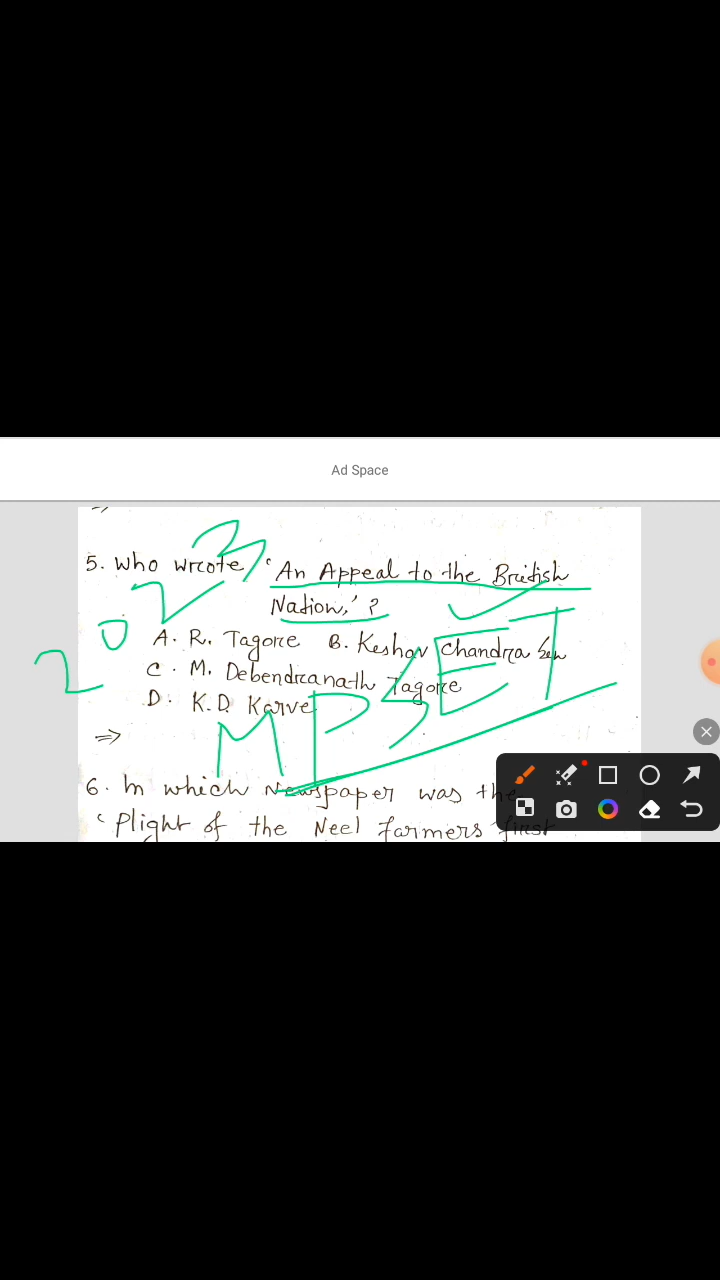 Ad Space
5. Who wrote 'An Appeal to the British
Nation,' ?
A. R. Tagore B. Keshav Chandra Sen
C. M. Debendranath Tagore
D. K.D. Karve
⇒
6. In which Newspaper was the
'Plight of the Neel farmers first
2023
MPSET